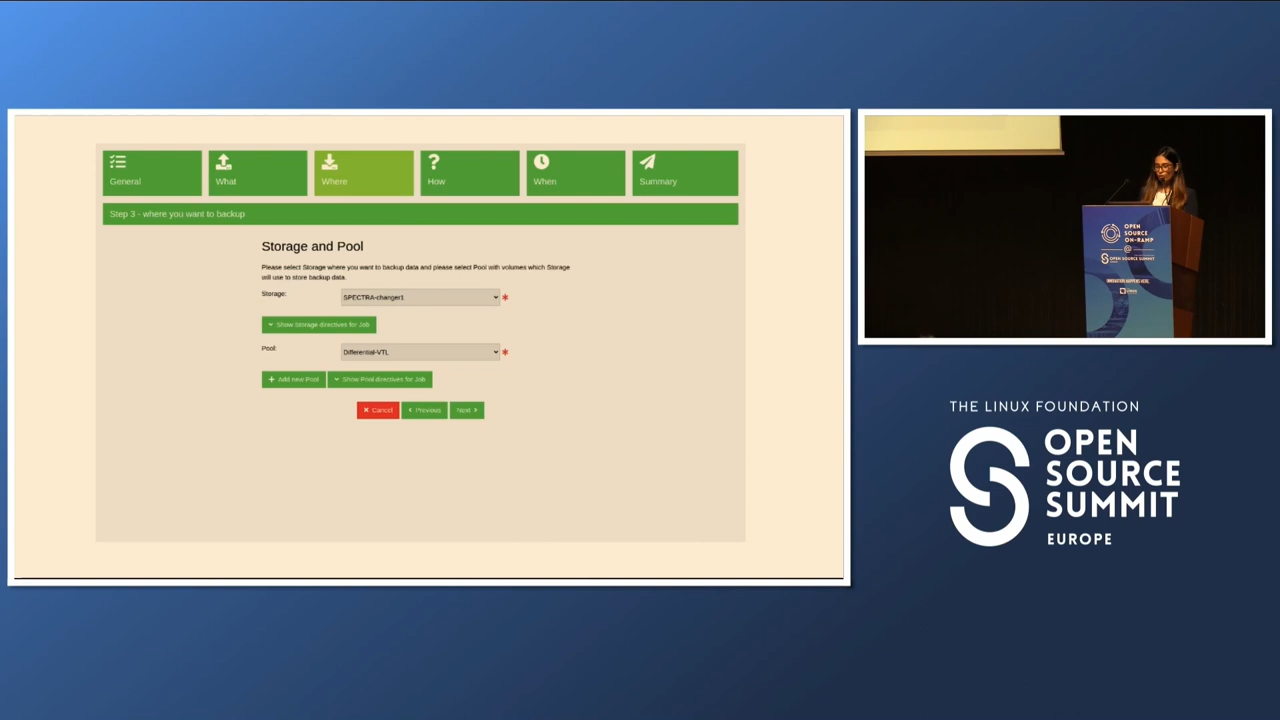 General
What
Where
How
When
Summary
Step 3 - where you want to backup
Storage and Pool
Please select Storage where you want to backup data and please select Pool with volumes which Storage
will use to store backup data.
Storage:
SPECTRA-changer1
*
Show Storage directives for Job
Pool:
Differential-VTL
*
Add new Pool
Show Pool directives for Job
Cancel
Previous
Next
OPEN
SOURCE
ON-RAMP
@
OPEN SOURCE SUMMIT
INNOVATION HAPPENS HERE.
THE LINUX FOUNDATION
OPEN
SOURCE
SUMMIT
EUROPE